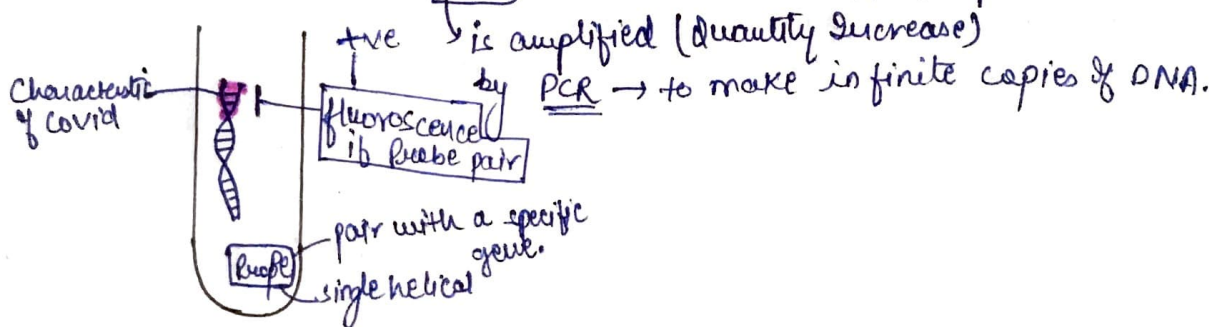 +ve is amplified (Quantity Increase)
by PCR → to make infinite copies of DNA.
Characteristic
of covid
fluoroscence
if Probe pair
pair with a specific
gene.
Probe
single helical